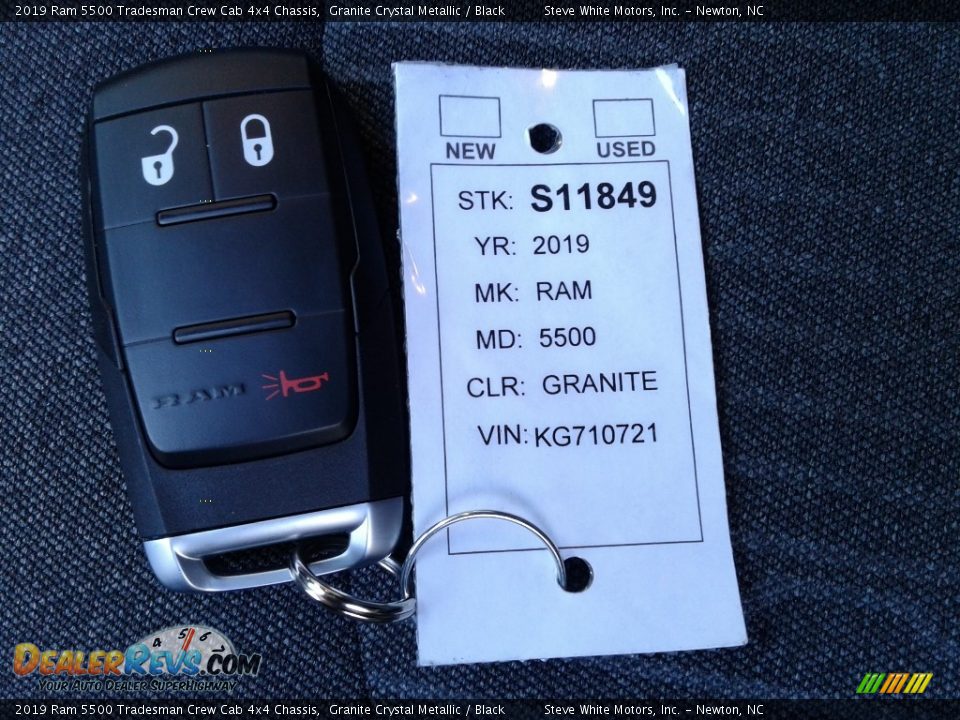 2019 Ram 5500 Tradesman Crew Cab 4x4 Chassis, Granite Crystal Metallic / Black Steve White Motors, Inc. – Newton, NC
NEW USED
STK: S11849
YR: 2019
MK: RAM
MD: 5500
CLR: GRANITE
VIN: KG710721
RAM
4 5 6
DealerRevs.com
Your Auto Dealer SuperHighway
2019 Ram 5500 Tradesman Crew Cab 4x4 Chassis, Granite Crystal Metallic / Black Steve White Motors, Inc. – Newton, NC